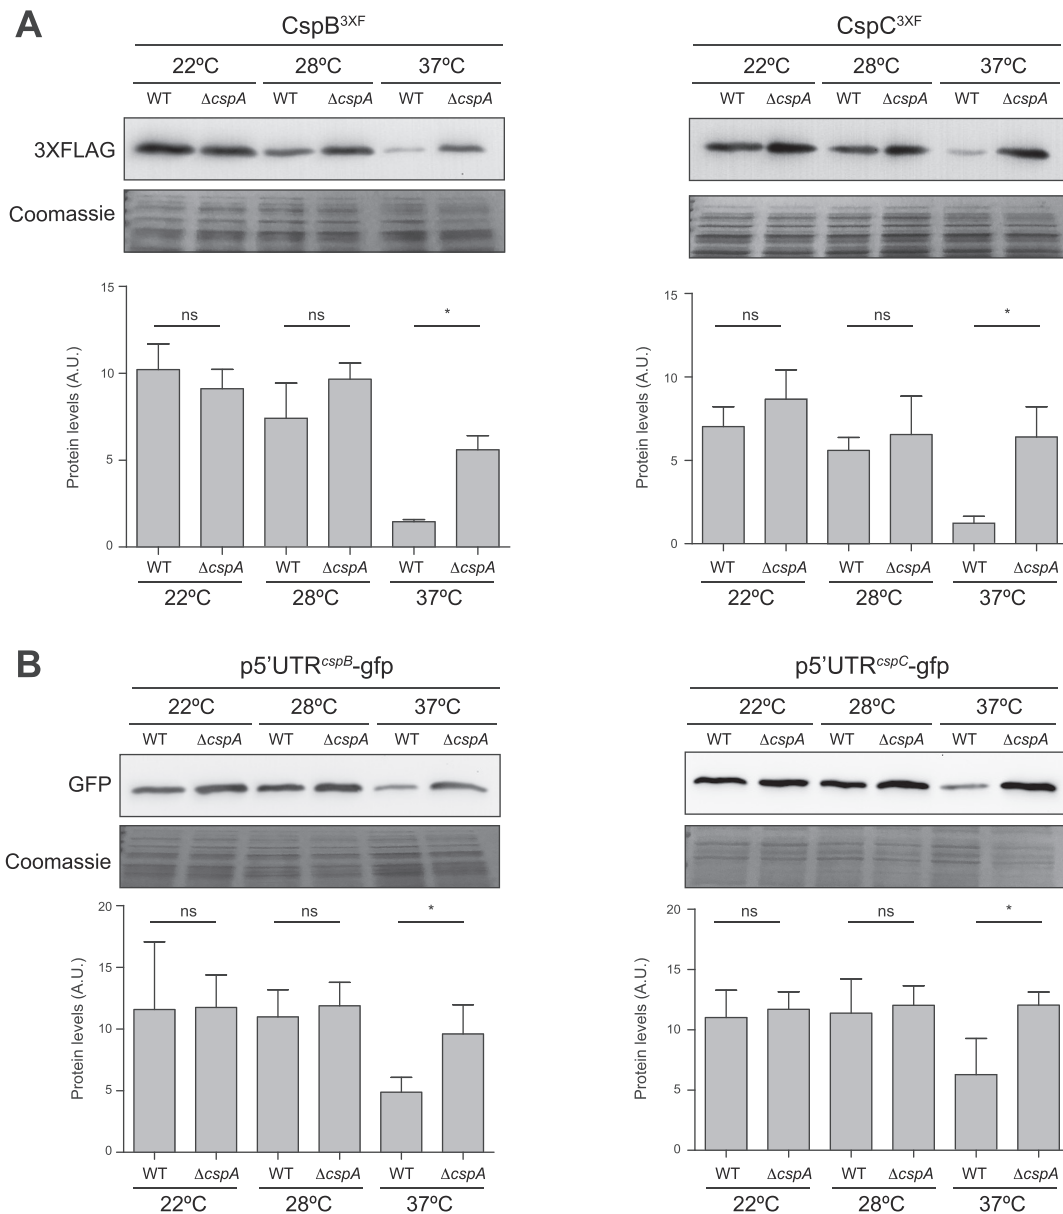 A
CspB3XF
22ºC 28ºC 37ºC
WT ΔcspA WT ΔcspA WT ΔcspA
3XFLAG
Coomassie
15
10
5
0
Protein levels (A.U.)
ns ns *
WT ΔcspA WT ΔcspA WT ΔcspA
22ºC 28ºC 37ºC
CspC3XF
22ºC 28ºC 37ºC
WT ΔcspA WT ΔcspA WT ΔcspA
15
10
5
0
Protein levels (A.U.)
ns ns *
WT ΔcspA WT ΔcspA WT ΔcspA
22ºC 28ºC 37ºC
B
p5'UTRcspB-gfp
22ºC 28ºC 37ºC
WT ΔcspA WT ΔcspA WT ΔcspA
GFP
Coomassie
20
15
10
5
0
Protein levels (A.U.)
ns ns *
WT ΔcspA WT ΔcspA WT ΔcspA
22ºC 28ºC 37ºC
p5'UTRcspC-gfp
22ºC 28ºC 37ºC
WT ΔcspA WT ΔcspA WT ΔcspA
20
15
10
5
0
Protein levels (A.U.)
ns ns *
WT ΔcspA WT ΔcspA WT ΔcspA
22ºC 28ºC 37ºC